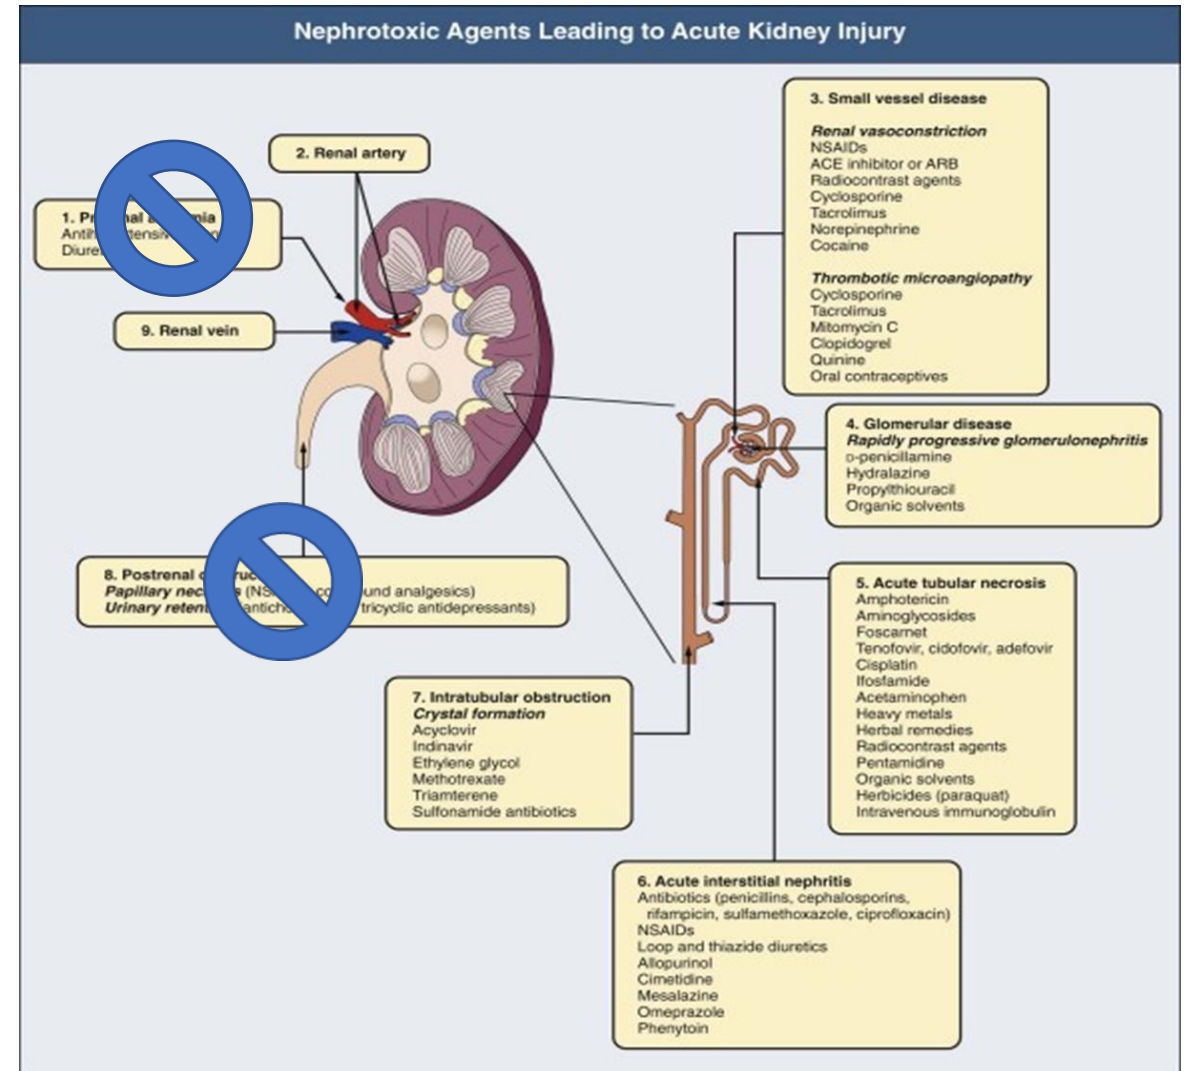 Nephrotoxic Agents Leading to Acute Kidney Injury
1.
Diure
2. Renal artery
9. Renal vein
3. Small vessel disease
Renal vasoconstriction
NSAIDs
ACE inhibitor or ARB
Radiocontrast agents
Cyclosporine
Tacrolimus
Norepinephrine
Cocaine
Thrombotic microangiopathy
Cyclosporine
Tacrolimus
Mitomycin C
Clopidogrel
Quinine
Oral contraceptives
4. Glomerular disease
Rapidly progressive glomerulonephritis
D-penicillamine
Hydralazine
Propylthiouracil
Organic solvents
5. Acute tubular necrosis
Amphotericin
Aminoglycosides
Foscarnet
Tenofovir, cidofovir, adefovir
Cisplatin
Ifosfamide
Acetaminophen
Heavy metals
Herbal remedies
Radiocontrast agents
Pentamidine
Organic solvents
Herbicides (paraquat)
Intravenous immunoglobulin
8. Postrenal
Papillary analgesics)
Urinary tricyclic antidepressants)
7. Intratubular obstruction
Crystal formation
Acyclovir
Indinavir
Ethylene glycol
Methotrexate
Triamterene
Sulfonamide antibiotics
6. Acute interstitial nephritis
Antibiotics (penicillins, cephalosporins,
rifampicin, sulfamethoxazole, ciprofloxacin)
NSAIDs
Loop and thiazide diuretics
Allopurinol
Cimetidine
Mesalazine
Omeprazole
Phenytoin